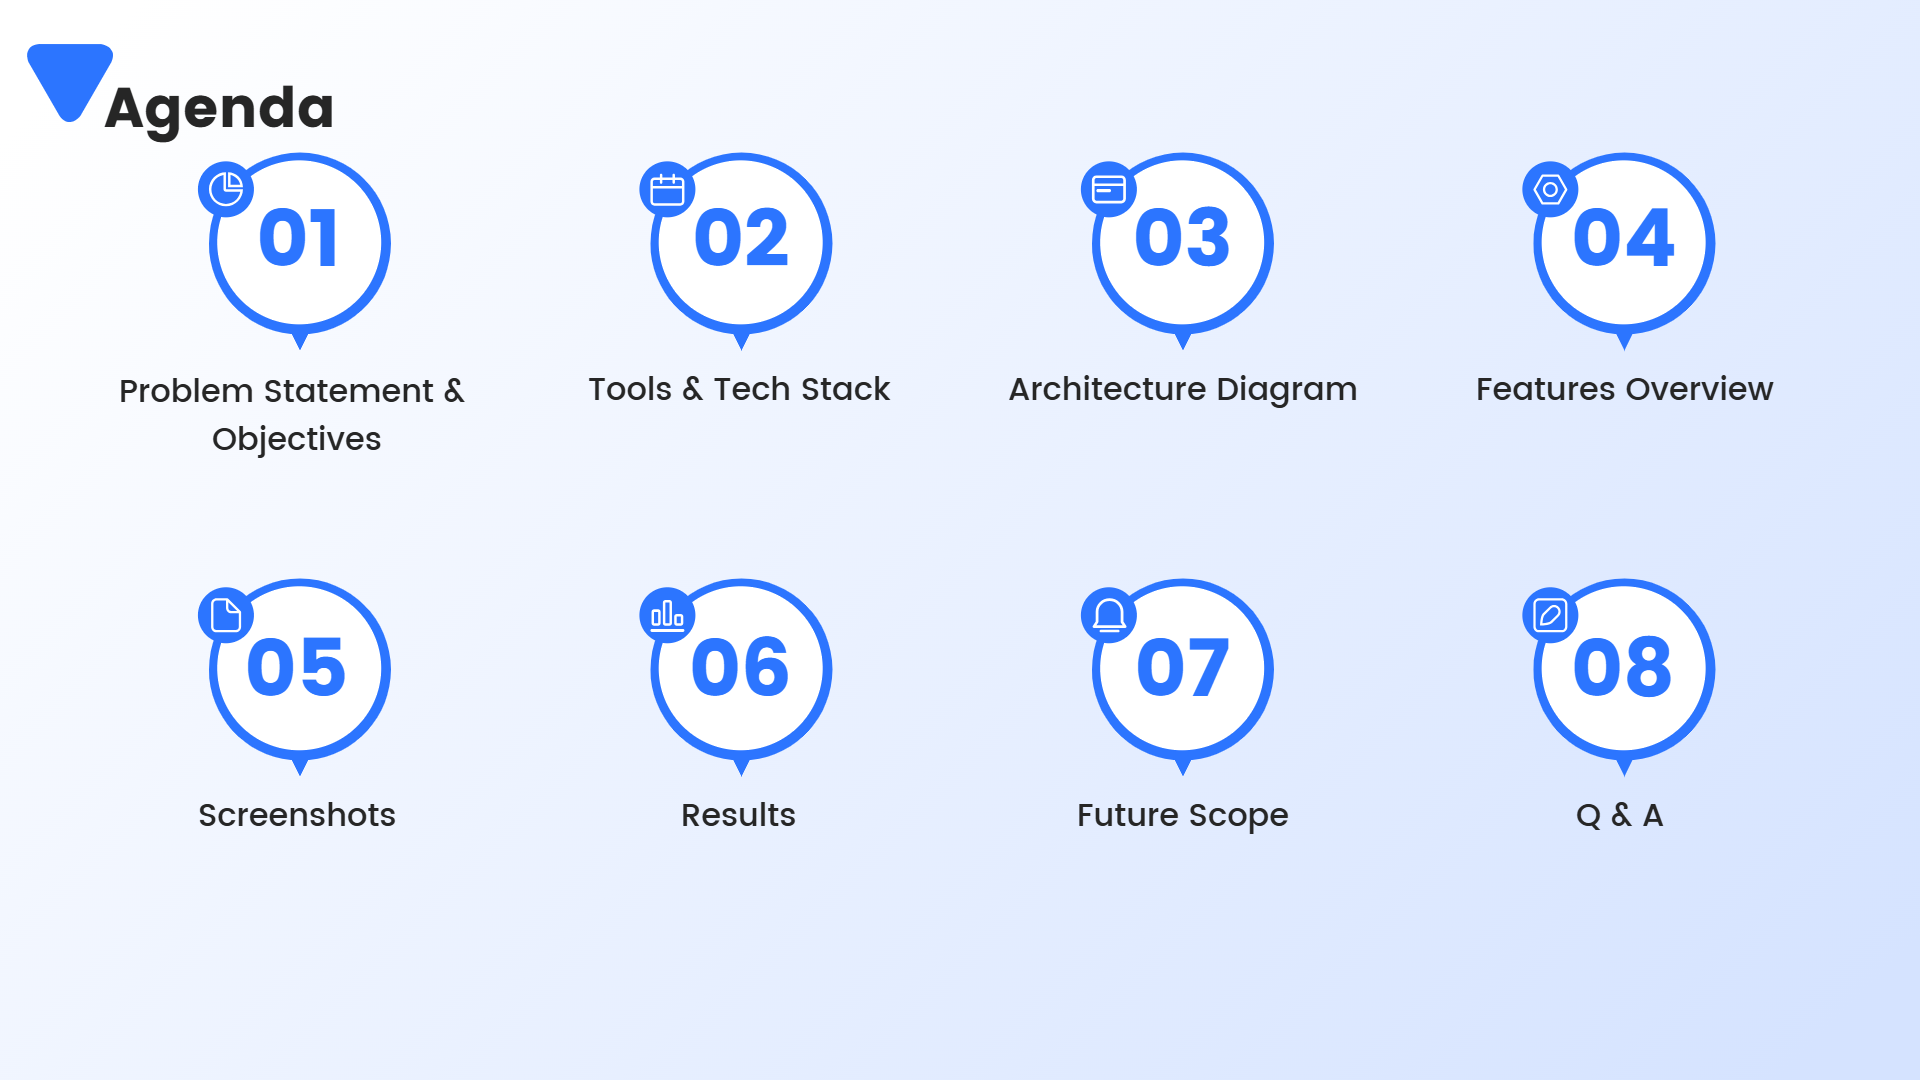 Agenda
01
02
03
04
Problem Statement &
Objectives
Tools & Tech Stack
Architecture Diagram
Features Overview
05
06
07
08
Screenshots
Results
Future Scope
Q & A